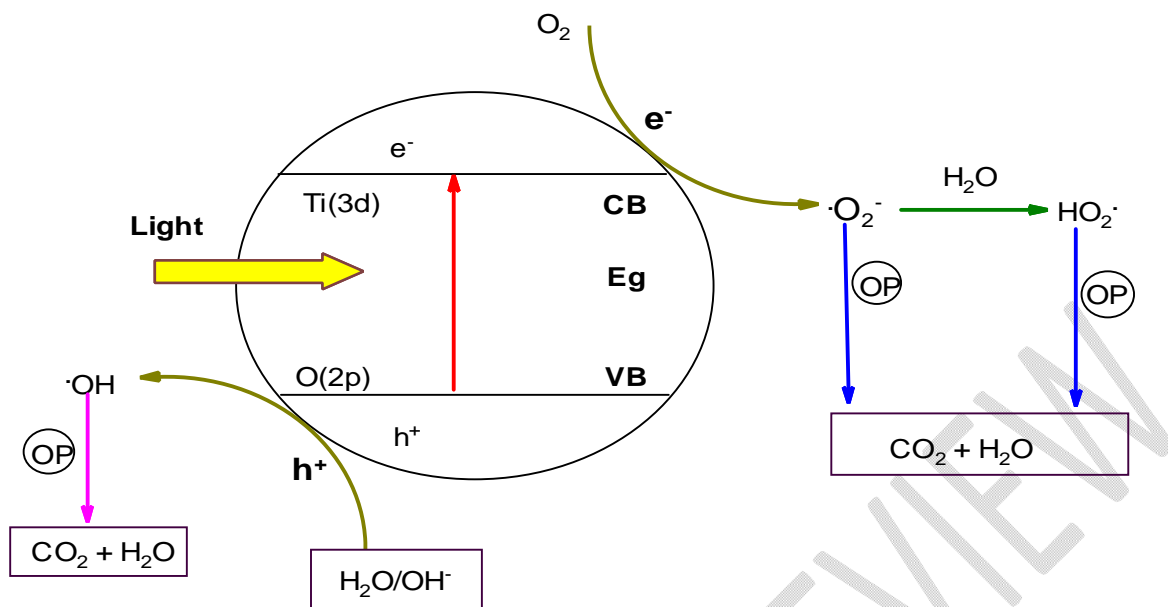 O₂
e⁻
e⁻
Ti(3d)
CB
H₂O
·O₂⁻
HO₂·
Light
Eg
OP
OP
O(2p)
VB
·OH
h⁺
OP
h⁺
CO₂ + H₂O
CO₂ + H₂O
H₂O/OH⁻
VIEW